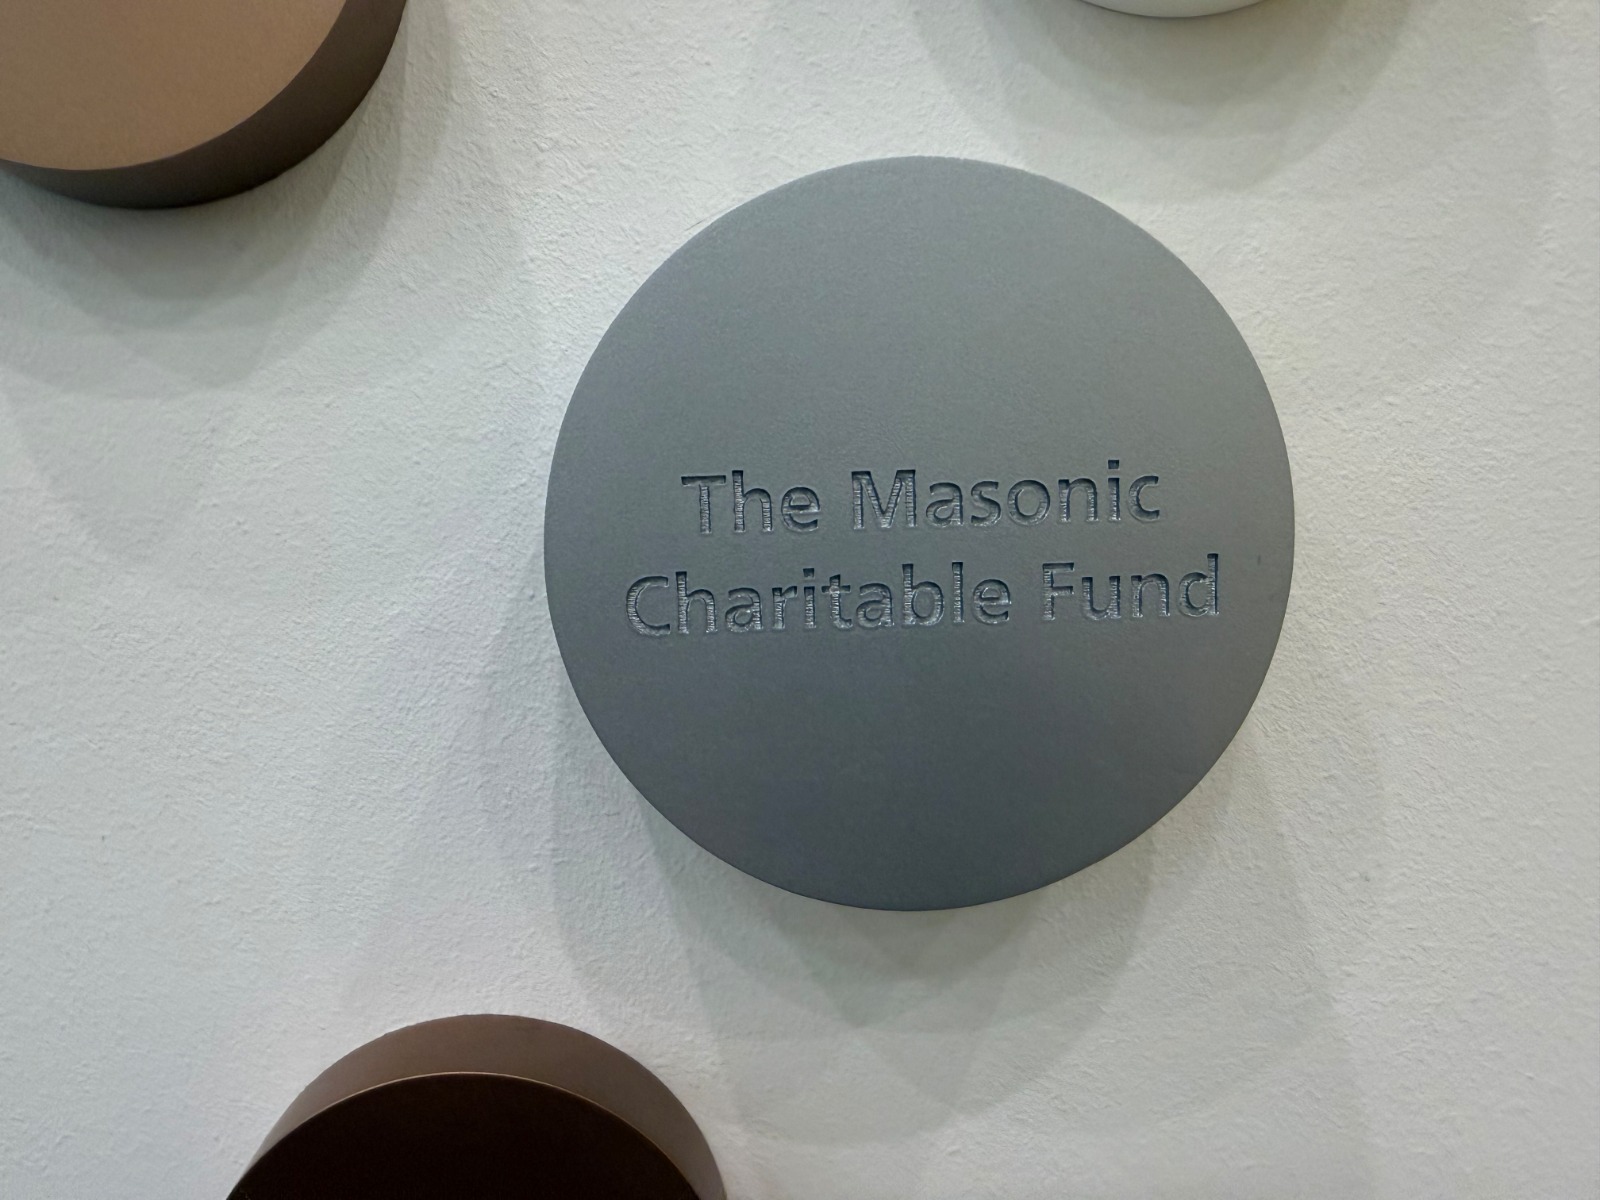 The Masonic
Charitable Fund